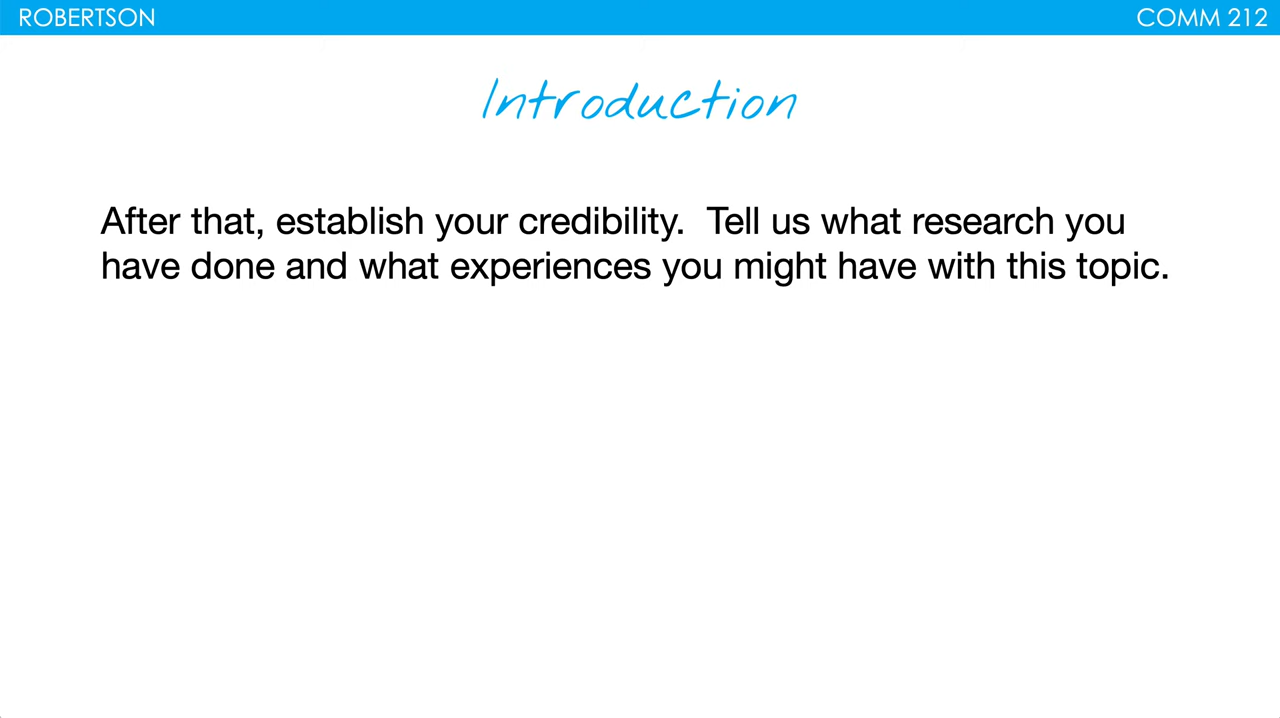 ROBERTSON
COMM 212
Introduction
After that, establish your credibility.  Tell us what research you
have done and what experiences you might have with this topic.